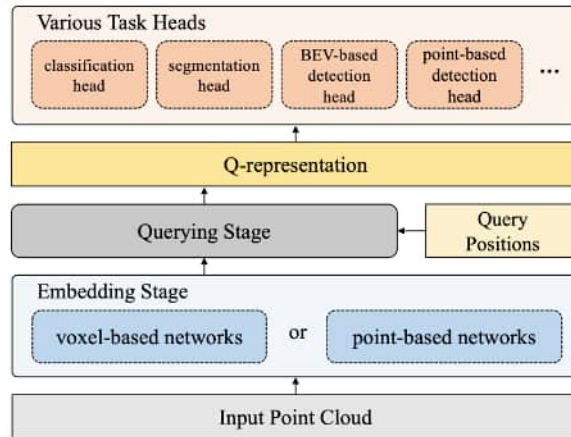 Various Task Heads
classification
head
segmentation
head
BEV-based
detection
head
point-based
detection
head
...
Q-representation
Querying Stage
Query
Positions
Embedding Stage
voxel-based networks
or
point-based networks
Input Point Cloud